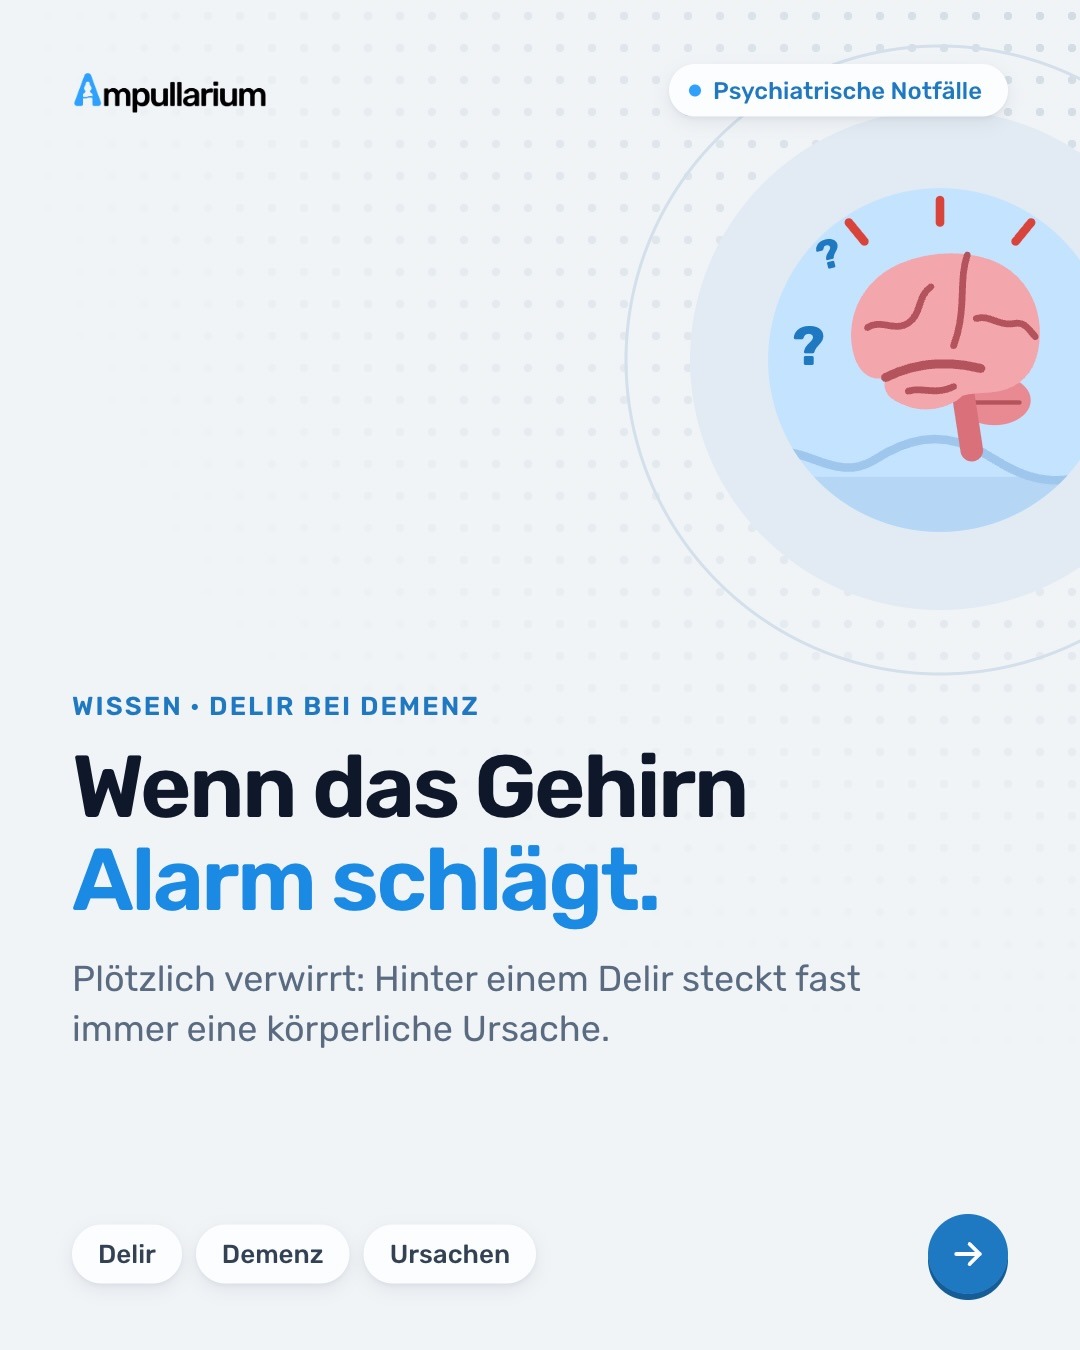 Ampullarium
Psychiatrische Notfälle
?
?
WISSEN · DELIR BEI DEMENZ
Wenn das Gehirn
Alarm schlägt.
Plötzlich verwirrt: Hinter einem Delir steckt fast
immer eine körperliche Ursache.
Delir
Demenz
Ursachen